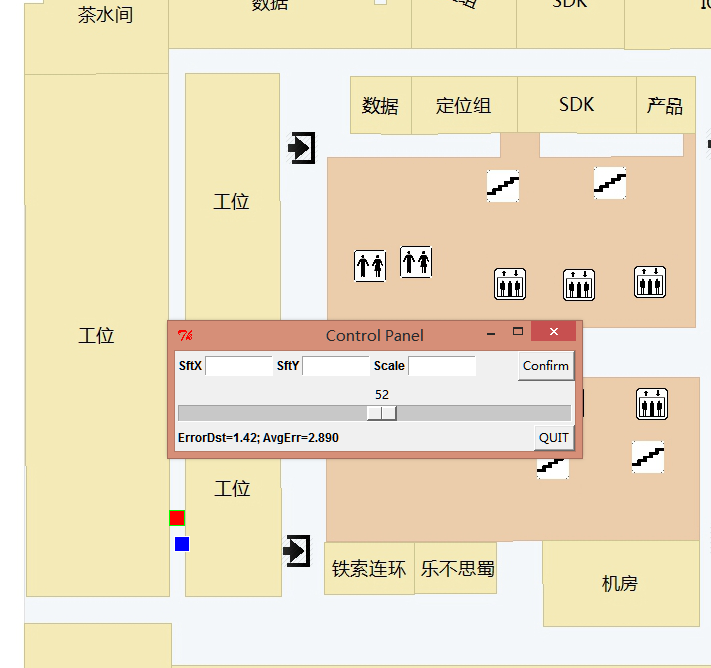 茶水间
数据
SDK
数据
定位组
SDK
产品
工位
工位
Control Panel
SftX
SftY
Scale
Confirm
52
ErrorDst=1.42; AvgErr=2.890
QUIT
工位
铁索连环
乐不思蜀
机房